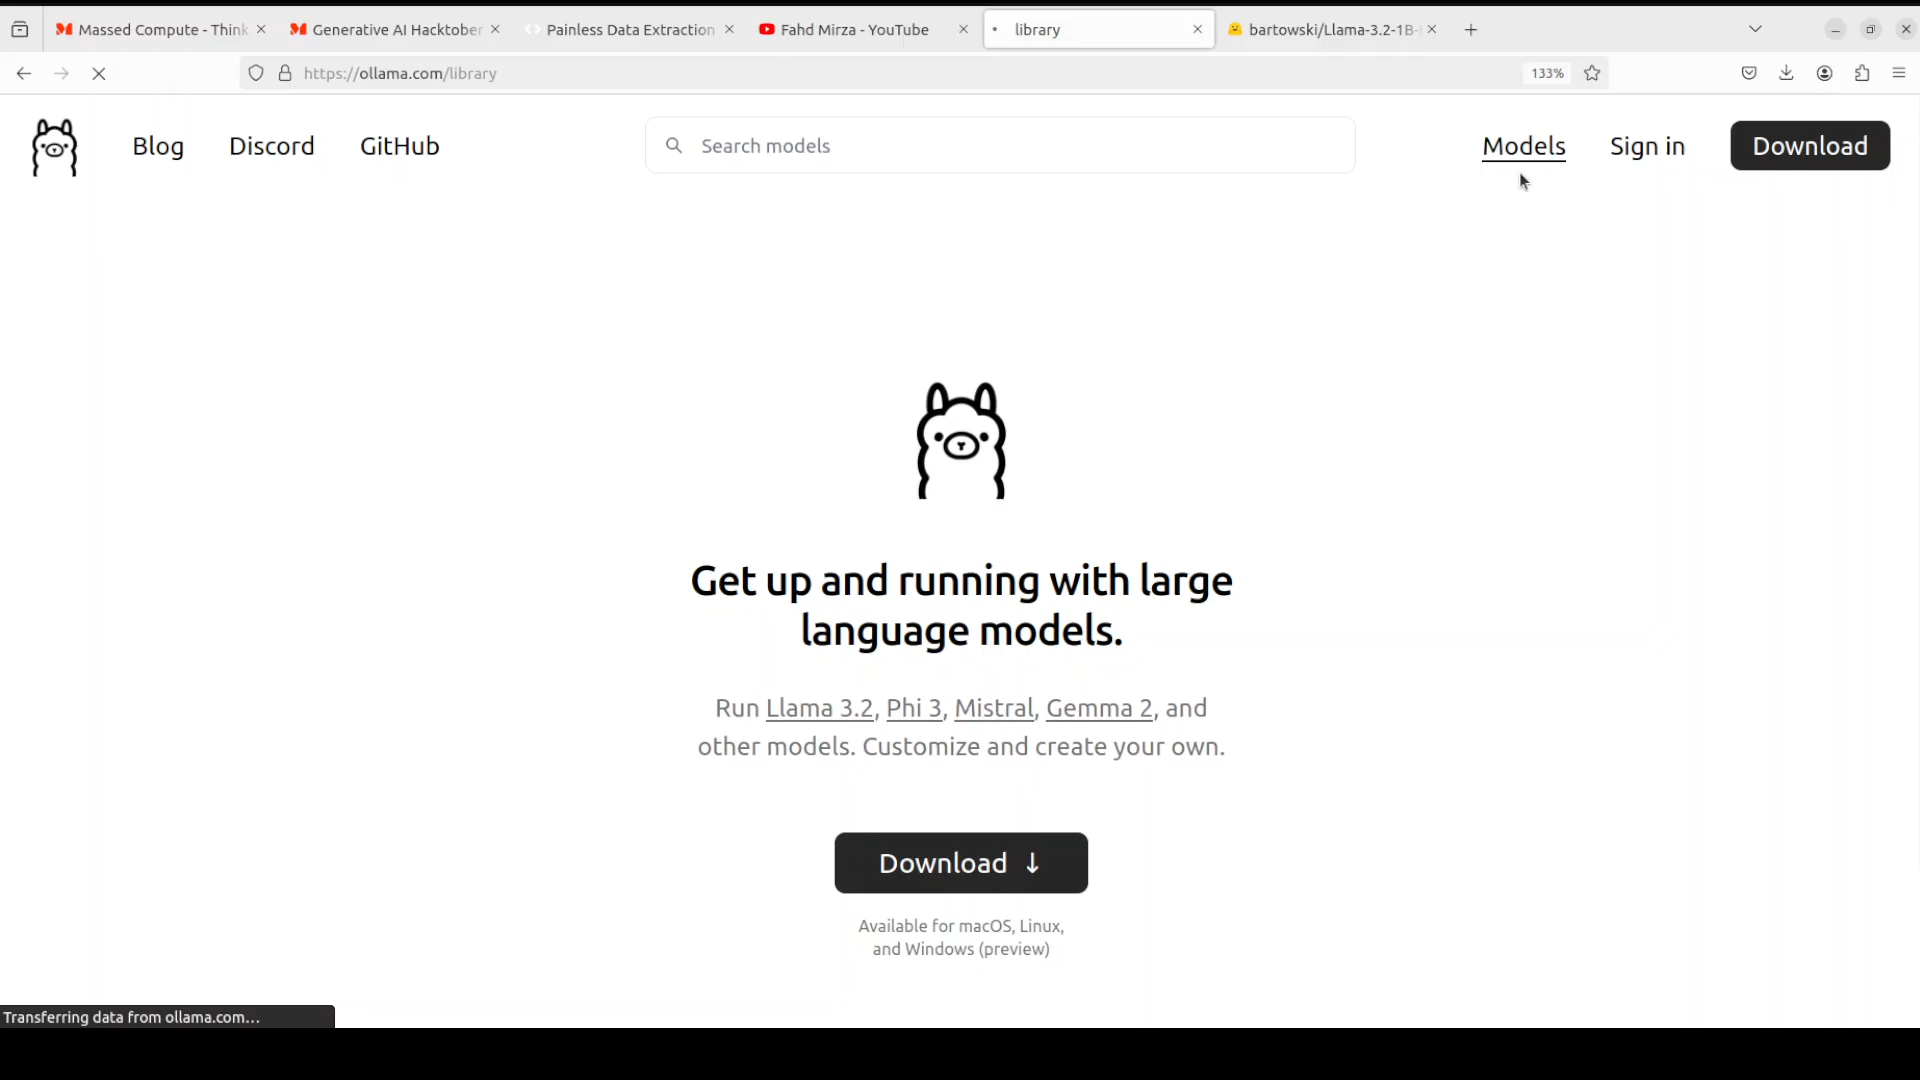 Massed Compute - Think
Generative AI Hacktober
Painless Data Extraction
Fahd Mirza - YouTube
library
bartowski/Llama-3.2-1B-
https://ollama.com/library
133%
Blog
Discord
GitHub
Search models
Models
Sign in
Download
Get up and running with large
language models.
Run Llama 3.2, Phi 3, Mistral, Gemma 2, and
other models. Customize and create your own.
Download ↓
Available for macOS, Linux,
and Windows (preview)
Transferring data from ollama.com…